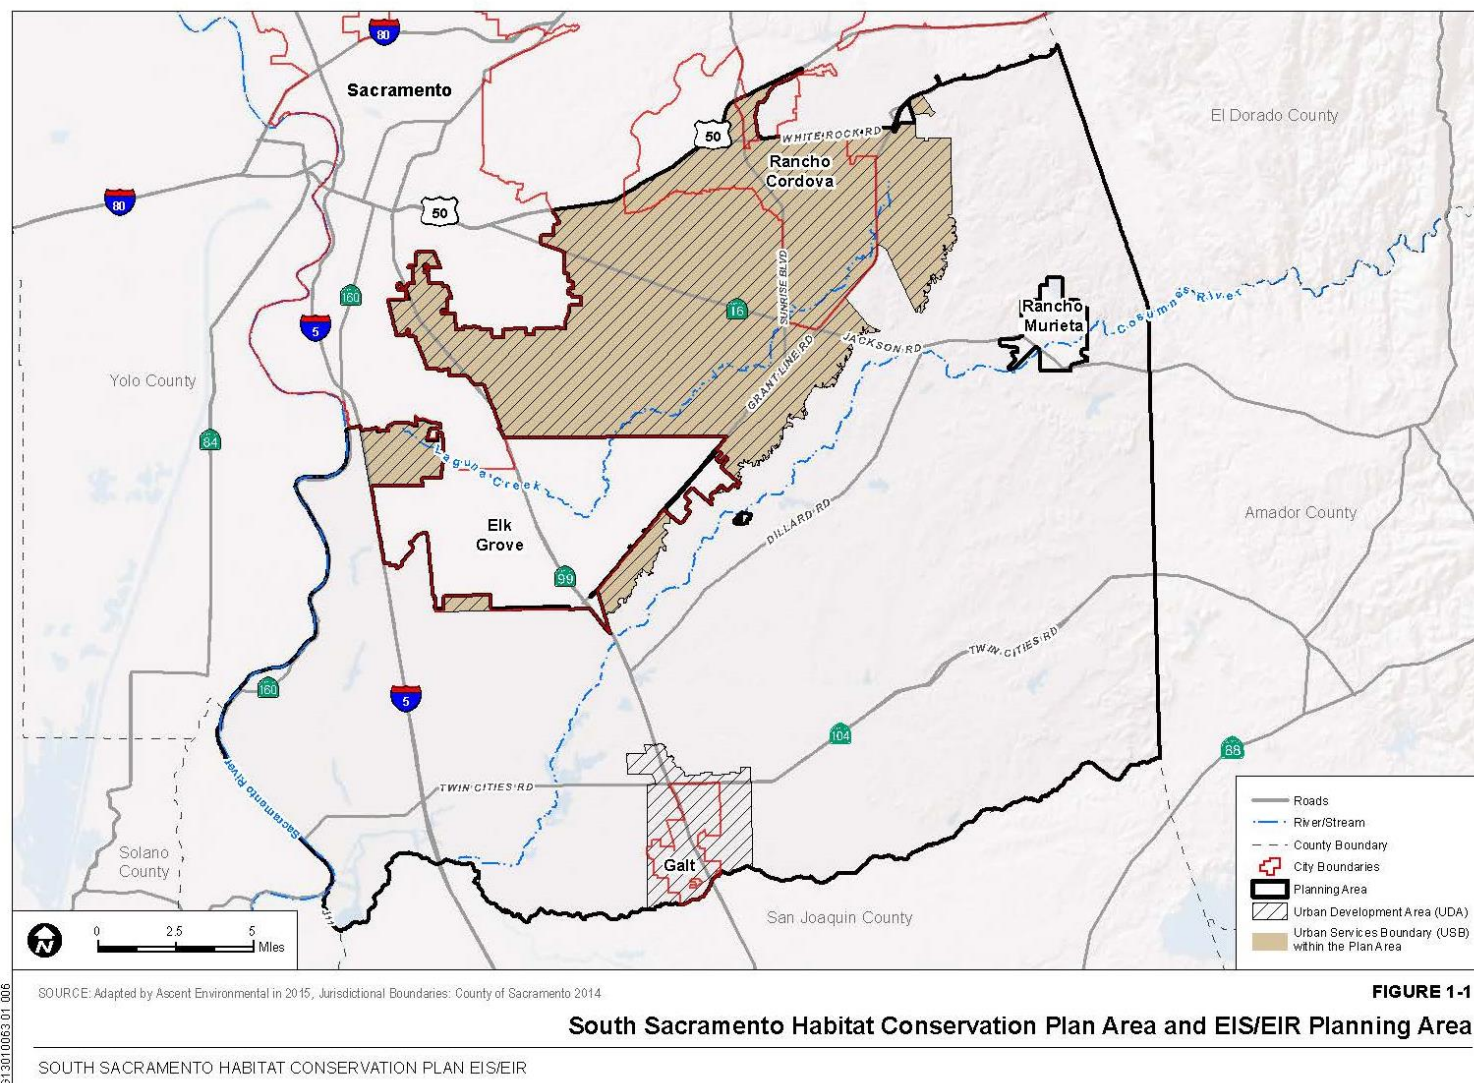 80
Sacramento
El Dorado County
50
WHITE ROCK RD
Rancho
Cordova
80
50
SUNRISE BLVD
160
5
16
Rancho
Murieta
Cosumnes River
JACKSON RD
GRANT LINE RD
Yolo County
84
Laguna Creek
DILLARD RD
Amador County
Elk
Grove
99
TWIN CITIES RD
160
5
104
88
Sacramento River
TWIN CITIES RD
Solano
County
Galt
San Joaquin County
Roads
River/Stream
County Boundary
City Boundaries
Planning Area
Urban Development Area (UDA)
Urban Services Boundary (USB)
within the Plan Area
N
0 2.5 5
Miles
G13010063 01 006
SOURCE: Adapted by Ascent Environmental in 2015, Jurisdictional Boundaries: County of Sacramento 2014
FIGURE 1-1
South Sacramento Habitat Conservation Plan Area and EIS/EIR Planning Area
SOUTH SACRAMENTO HABITAT CONSERVATION PLAN EIS/EIR